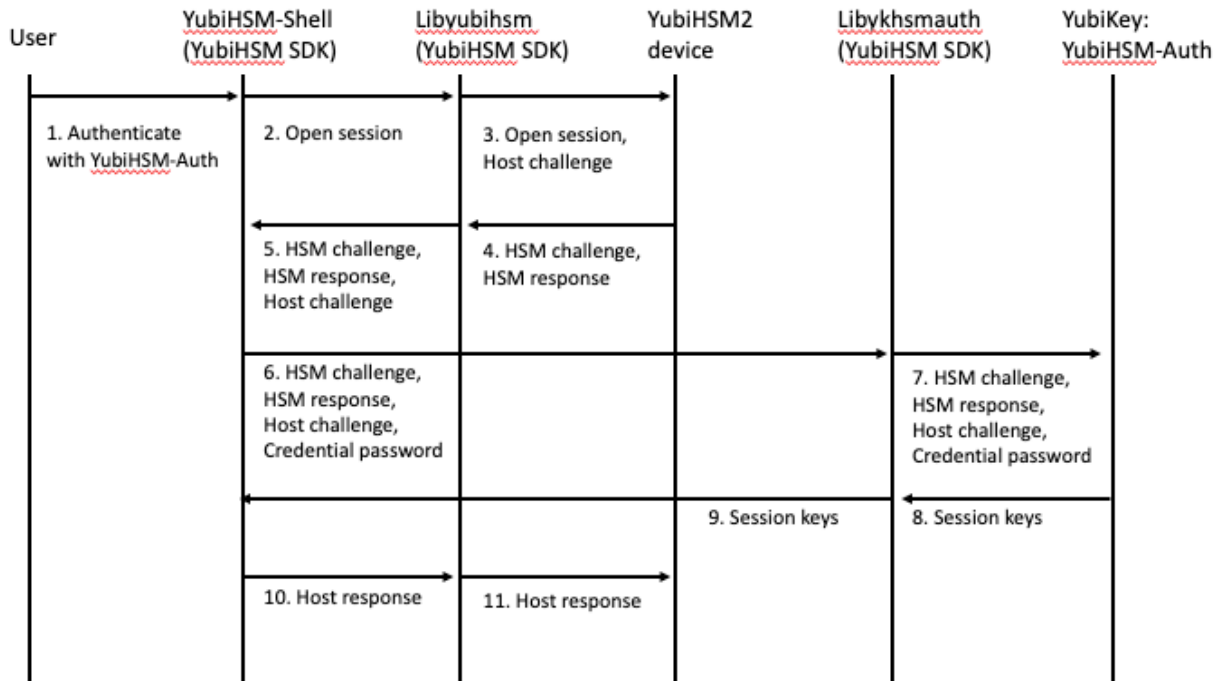 User
YubiHSM-Shell
(YubiHSM SDK)
Libyubihsm
(YubiHSM SDK)
YubiHSM2
device
Libykhsmauth
(YubiHSM SDK)
YubiKey:
YubiHSM-Auth
1. Authenticate
with YubiHSM-Auth
2. Open session
3. Open session,
Host challenge
5. HSM challenge,
HSM response,
Host challenge
4. HSM challenge,
HSM response
6. HSM challenge,
HSM response,
Host challenge,
Credential password
7. HSM challenge,
HSM response,
Host challenge,
Credential password
9. Session keys
8. Session keys
10. Host response
11. Host response